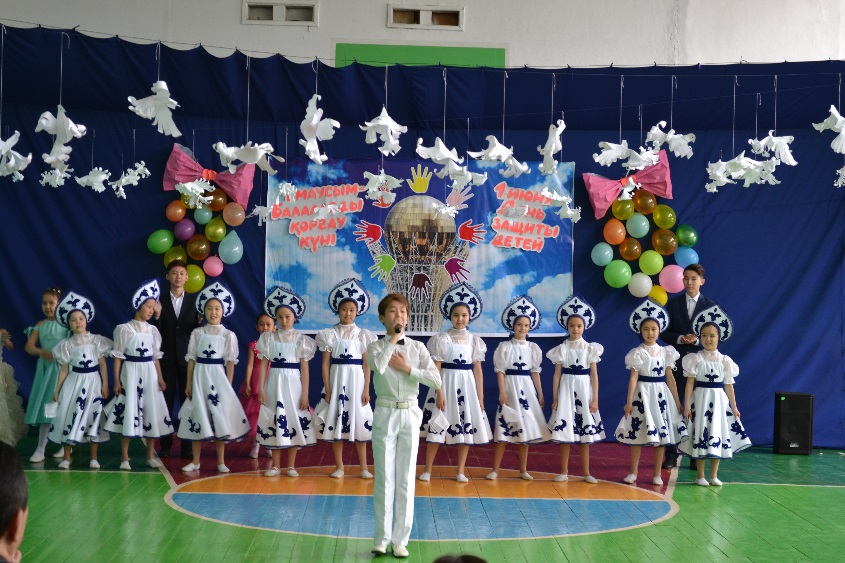 1 МАУСЫМ-
БАЛАЛАРДЫ
ҚОРҒАУ
КҮНІ
1 ИЮНЯ
ДЕНЬ
ЗАЩИТЫ
ДЕТЕЙ